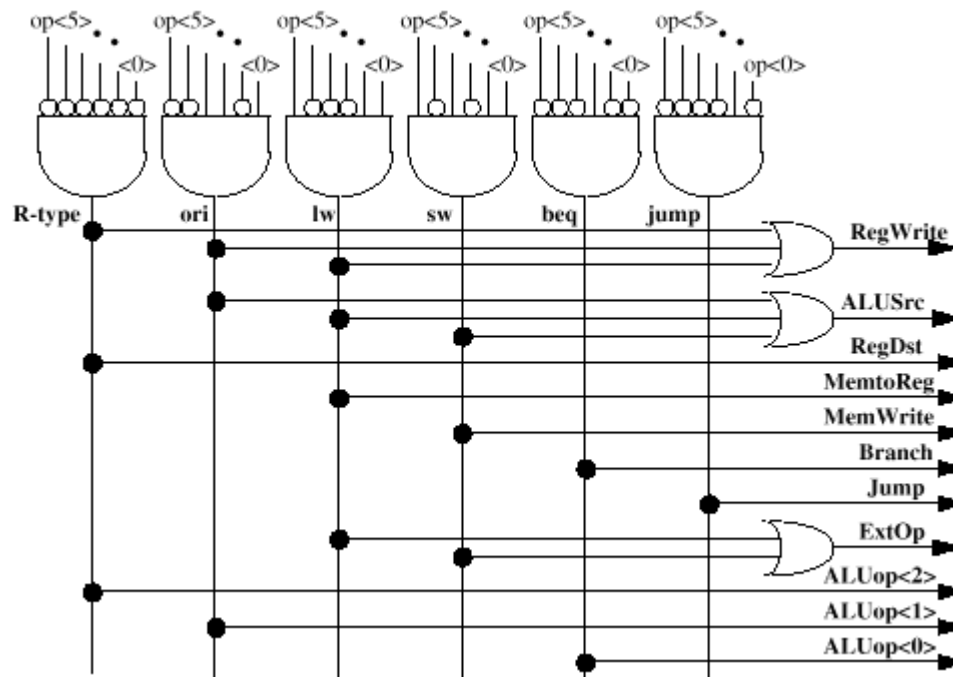 op<5> op<5> op<5> op<5> op<5> op<5>
<0> <0> <0> <0> <0> op<0>
R-type ori lw sw beq jump
RegWrite
ALUSrc
RegDst
MemtoReg
MemWrite
Branch
Jump
ExtOp
ALUop<2>
ALUop<1>
ALUop<0>